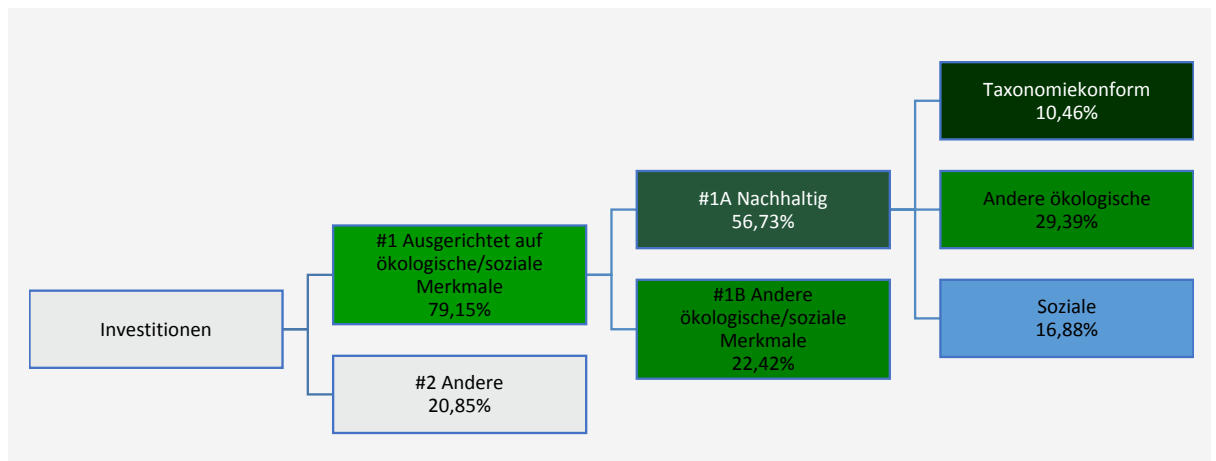 Investitionen
#1 Ausgerichtet auf
ökologische/soziale
Merkmale
79,15%
#2 Andere
20,85%
#1A Nachhaltig
56,73%
#1B Andere
ökologische/soziale
Merkmale
22,42%
Taxonomiekonform
10,46%
Andere ökologische
29,39%
Soziale
16,88%